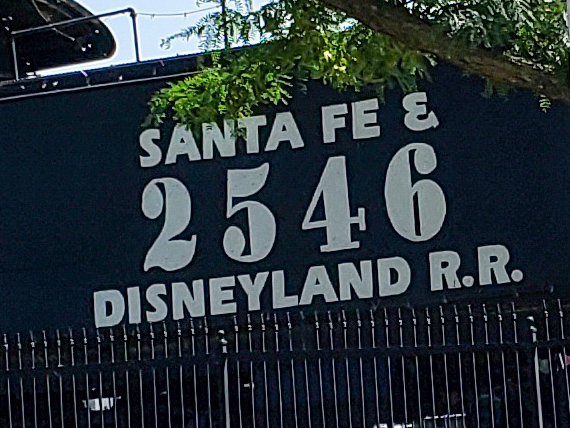 SANTA FE &
2546
DISNEYLAND R.R.